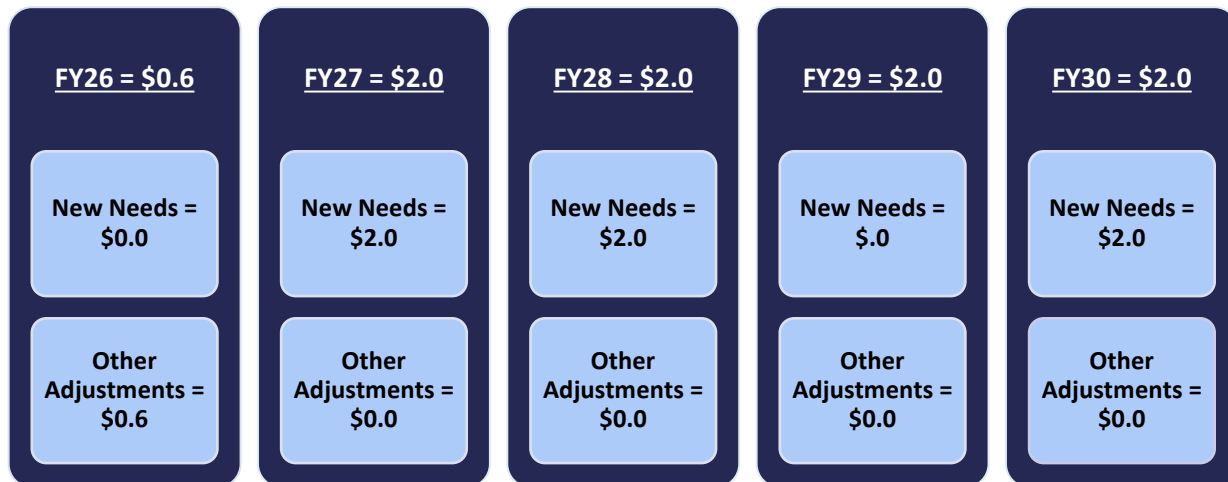 FY26 = $0.6
New Needs =
$0.0
Other
Adjustments =
$0.6
FY27 = $2.0
New Needs =
$2.0
Other
Adjustments =
$0.0
FY28 = $2.0
New Needs =
$2.0
Other
Adjustments =
$0.0
FY29 = $2.0
New Needs =
$.0
Other
Adjustments =
$0.0
FY30 = $2.0
New Needs =
$2.0
Other
Adjustments =
$0.0